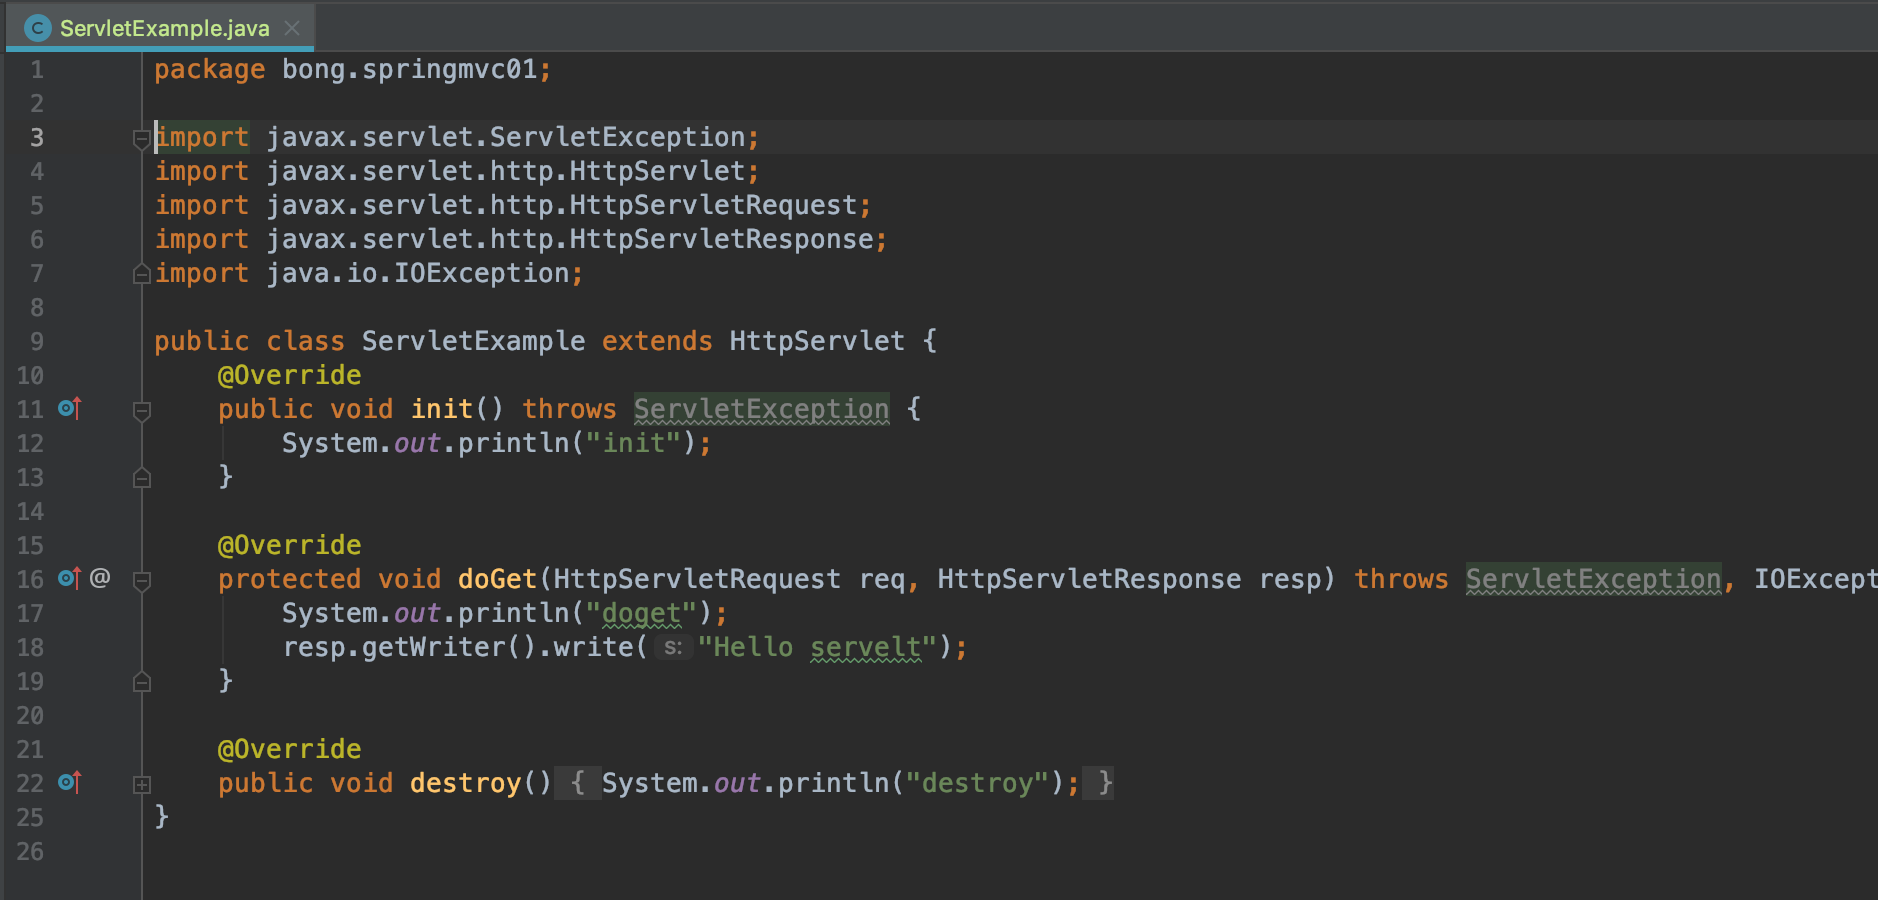 ServletExample.java
1 package bong.springmvc01;
2
3 import javax.servlet.ServletException;
4 import javax.servlet.http.HttpServlet;
5 import javax.servlet.http.HttpServletRequest;
6 import javax.servlet.http.HttpServletResponse;
7 import java.io.IOException;
8
9 public class ServletExample extends HttpServlet {
10     @Override
11     public void init() throws ServletException {
12         System.out.println("init");
13     }
14
15     @Override
16 @   protected void doGet(HttpServletRequest req, HttpServletResponse resp) throws ServletException, IOExcept
17         System.out.println("doget");
18         resp.getWriter().write( s: "Hello servelt");
19     }
20
21     @Override
22     public void destroy() { System.out.println("destroy"); }
25 }
26